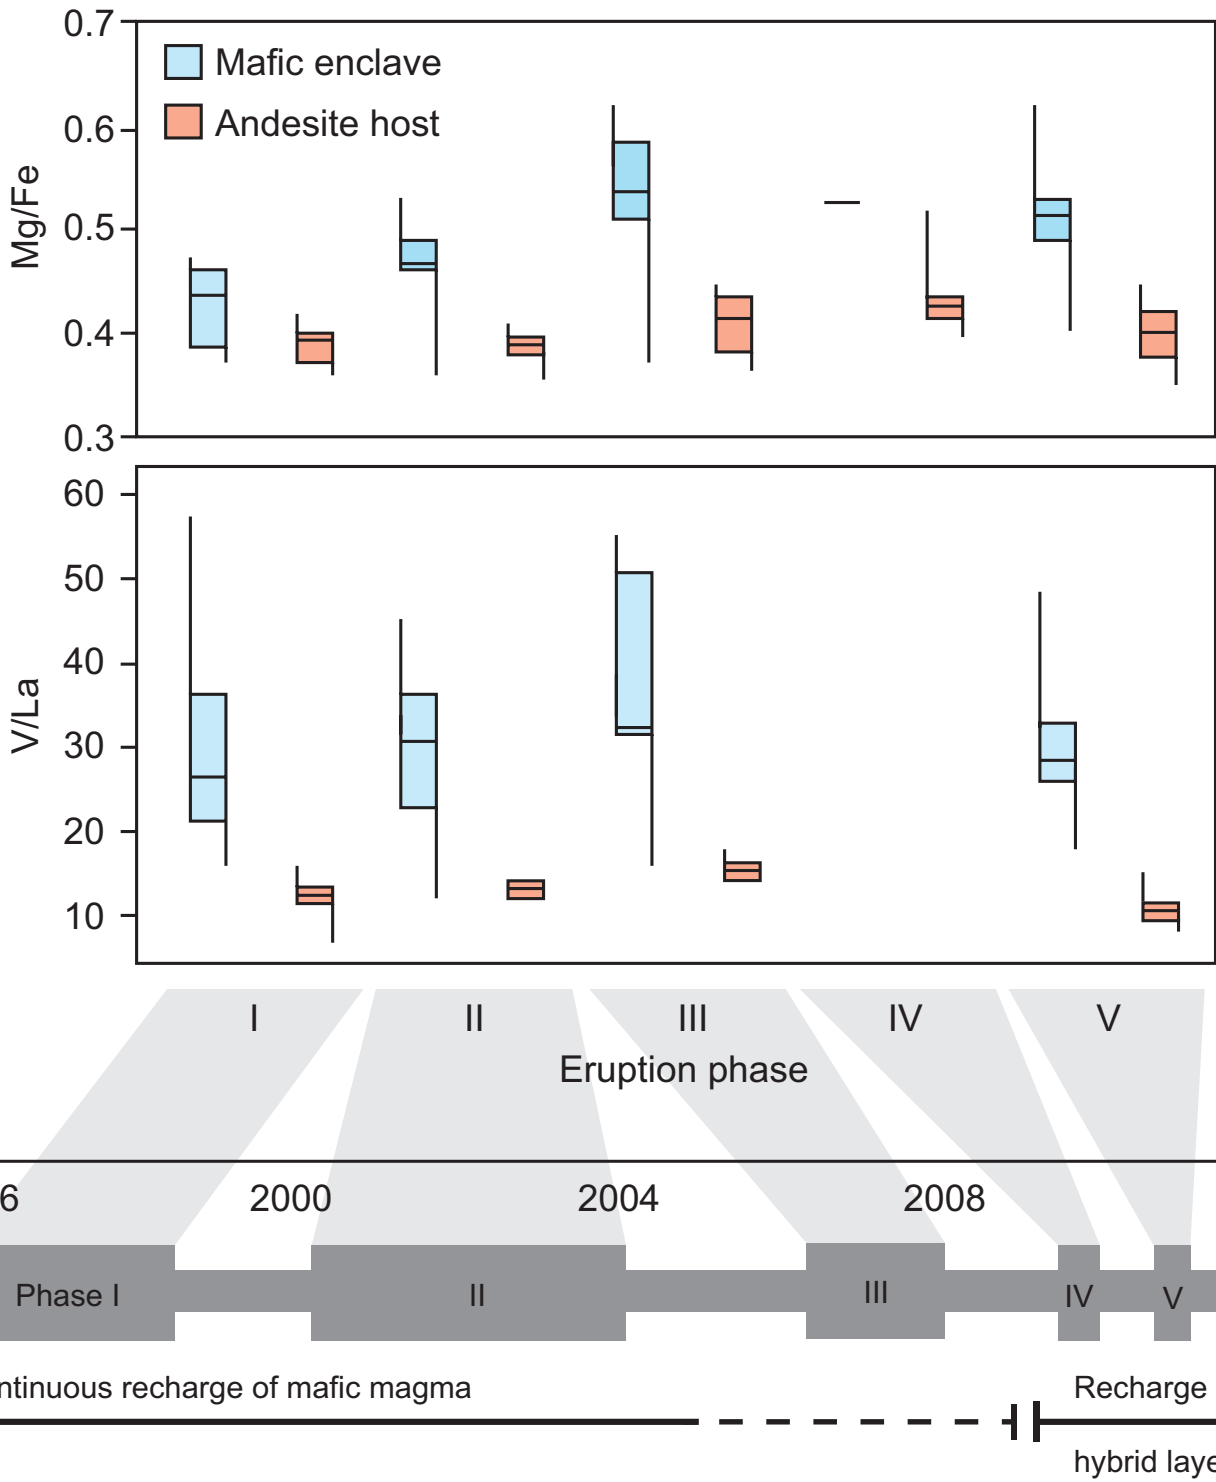 0.7
Mafic enclave
Andesite host
0.6
0.5
0.4
0.3
Mg/Fe
60
50
40
30
20
10
V/La
I II III IV V
Eruption phase
6 2000 2004 2008
Phase I II III IV V
ntinuous recharge of mafic magma
Recharge
hybrid laye